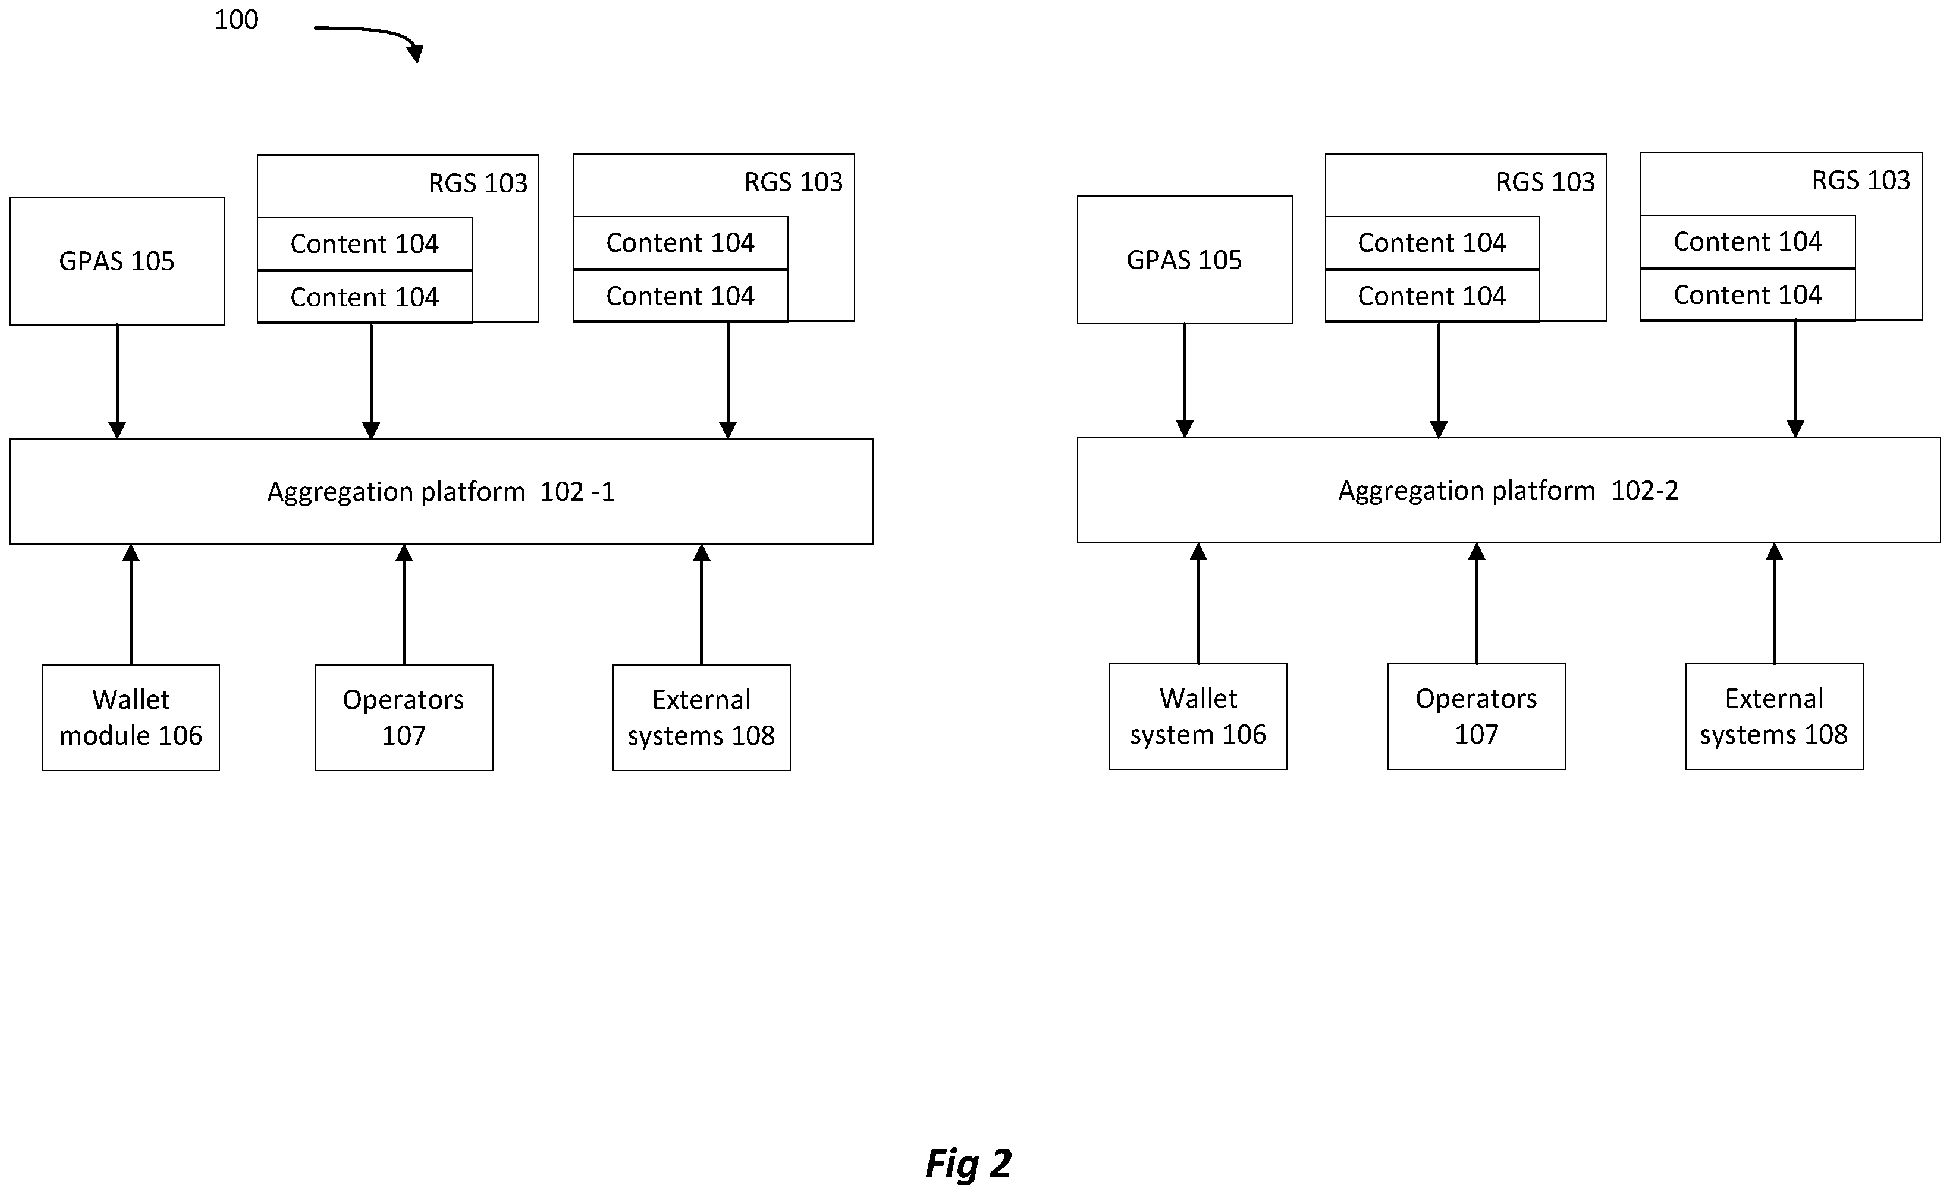 100
RGS 103
RGS 103
GPAS 105
Content 104
Content 104
Content 104
Content 104
Aggregation platform 102 -1
Wallet
module 106
Operators
107
External
systems 108
RGS 103
RGS 103
GPAS 105
Content 104
Content 104
Content 104
Content 104
Aggregation platform 102-2
Wallet
system 106
Operators
107
External
systems 108
Fig 2